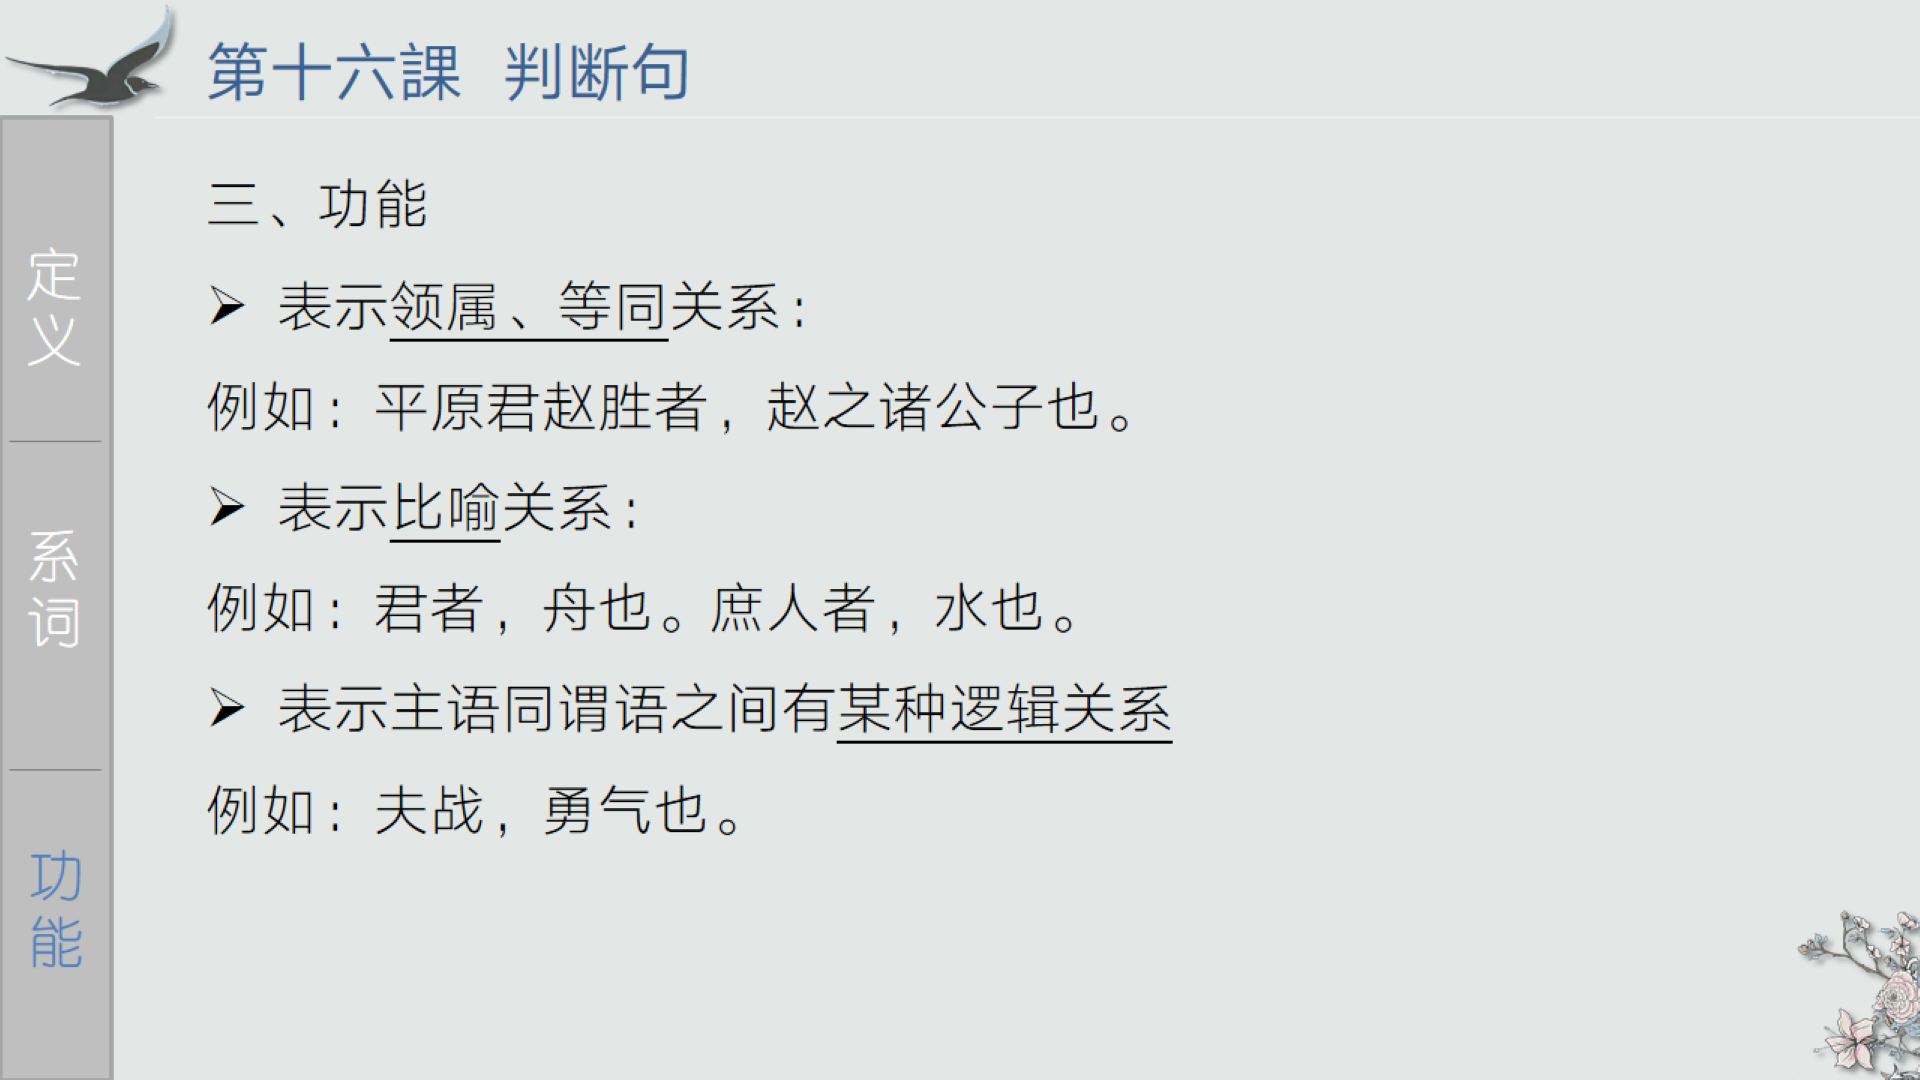 第十六課 判断句
定义
系词
功能
三、功能
➢ 表示领属、等同关系：
例如：平原君赵胜者，赵之诸公子也。
➢ 表示比喻关系：
例如：君者，舟也。庶人者，水也。
➢ 表示主语同谓语之间有某种逻辑关系
例如：夫战，勇气也。